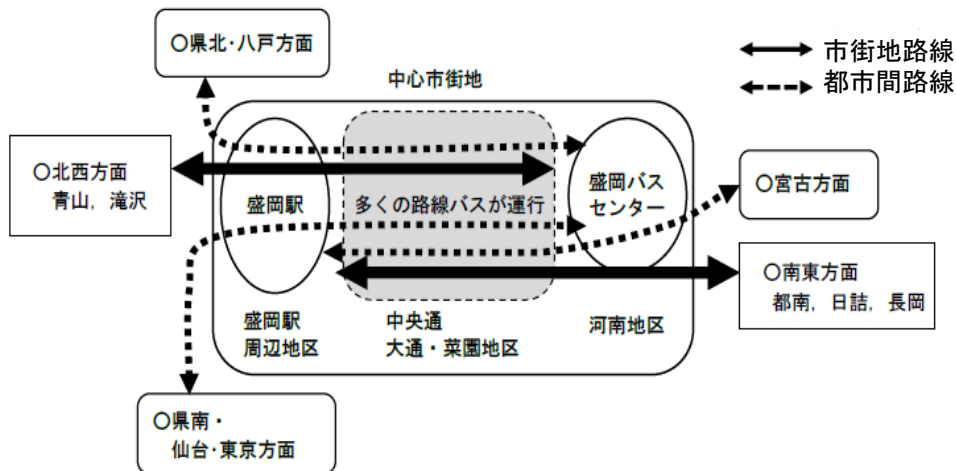 ○県北・八戸方面
市街地路線
都市間路線
中心市街地
○北西方面
青山，滝沢
盛岡駅
多くの路線バスが運行
盛岡バス
センター
○宮古方面
○南東方面
都南，日詰，長岡
盛岡駅
周辺地区
中央通
大通・菜園地区
河南地区
○県南・
仙台・東京方面